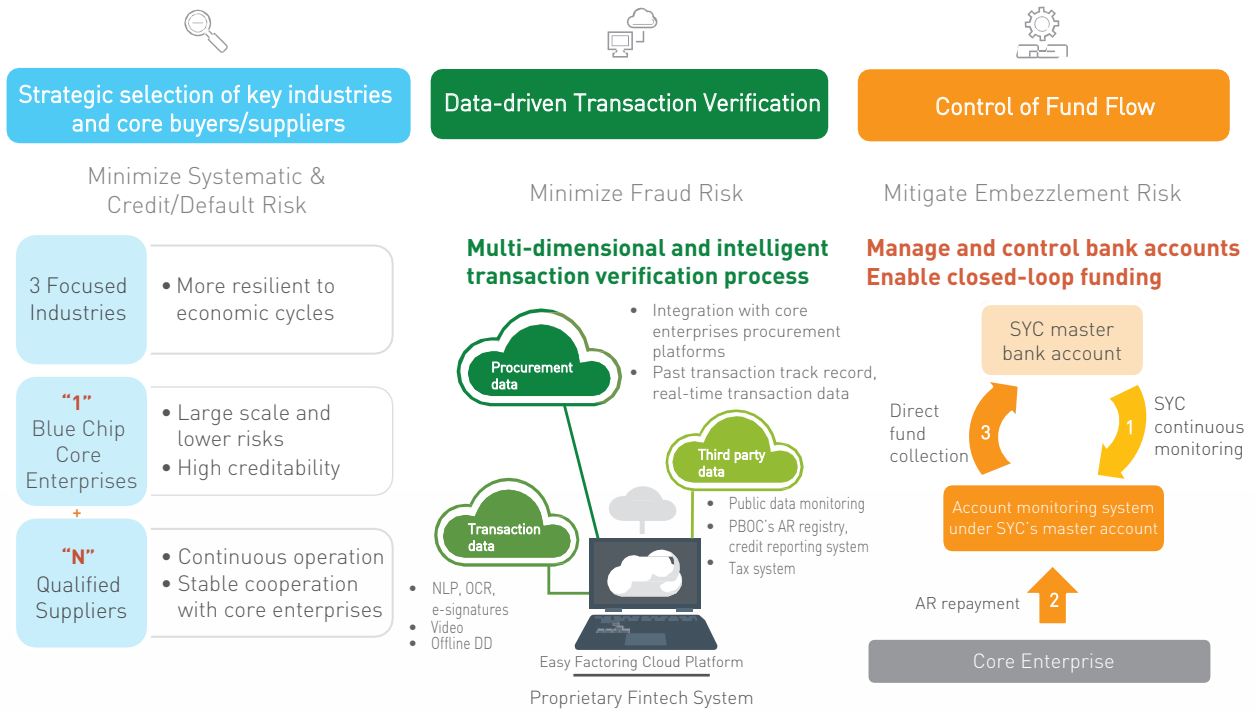 Strategic selection of key industries
and core buyers/suppliers
Minimize Systematic &
Credit/Default Risk
3 Focused
Industries
• More resilient to
economic cycles
“1”
Blue Chip
Core
Enterprises
• Large scale and
lower risks
• High creditability
+
“N”
Qualified
Suppliers
• Continuous operation
• Stable cooperation
with core enterprises
Data-driven Transaction Verification
Minimize Fraud Risk
Multi-dimensional and intelligent
transaction verification process
Procurement
data
• Integration with core
enterprises procurement
platforms
• Past transaction track record,
real-time transaction data
Third party
data
• Public data monitoring
• PBOC’s AR registry,
credit reporting system
• Tax system
Transaction
data
• NLP, OCR,
e-signatures
• Video
• Offline DD
Easy Factoring Cloud Platform
Proprietary Fintech System
Control of Fund Flow
Mitigate Embezzlement Risk
Manage and control bank accounts
Enable closed-loop funding
SYC master
bank account
Direct
fund
collection
3
1
SYC
continuous
monitoring
Account monitoring system
under SYC’s master account
AR repayment
2
Core Enterprise